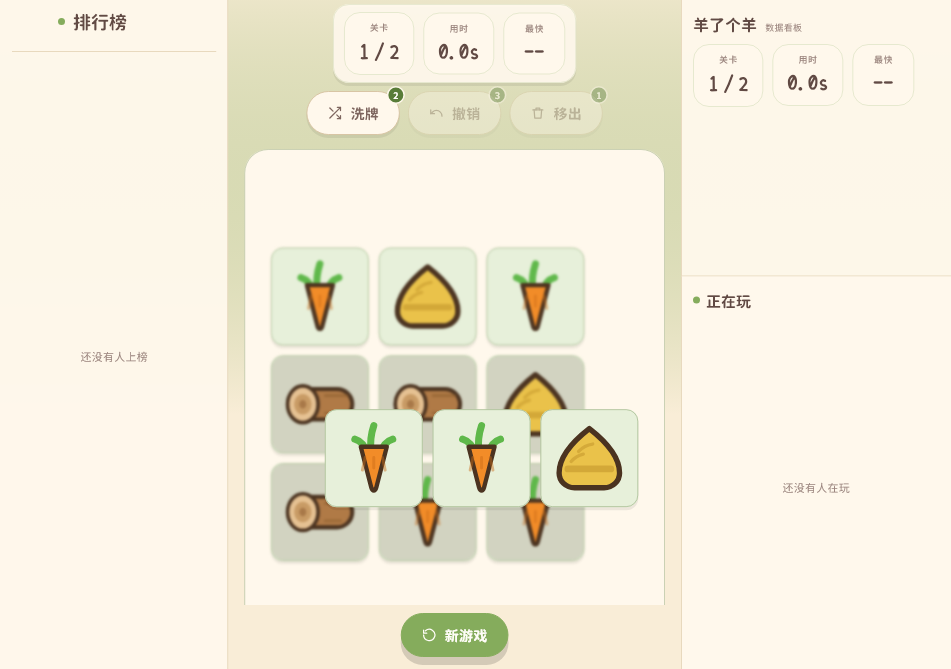 排行榜
还没有人上榜
关卡
1/2
用时
0.0s
最快
--
洗牌
2
撤销
3
移出
1
新游戏
羊了个羊 数据看板
关卡
1/2
用时
0.0s
最快
--
正在玩
还没有人在玩